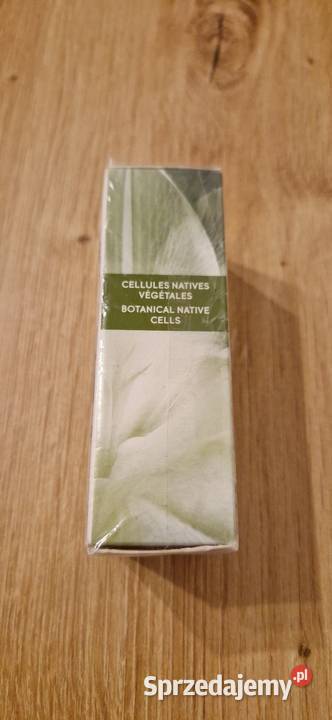 CELLULES NATIVES
VÉGÉTALES
BOTANICAL NATIVE
CELLS
Sprzedajemy.pl